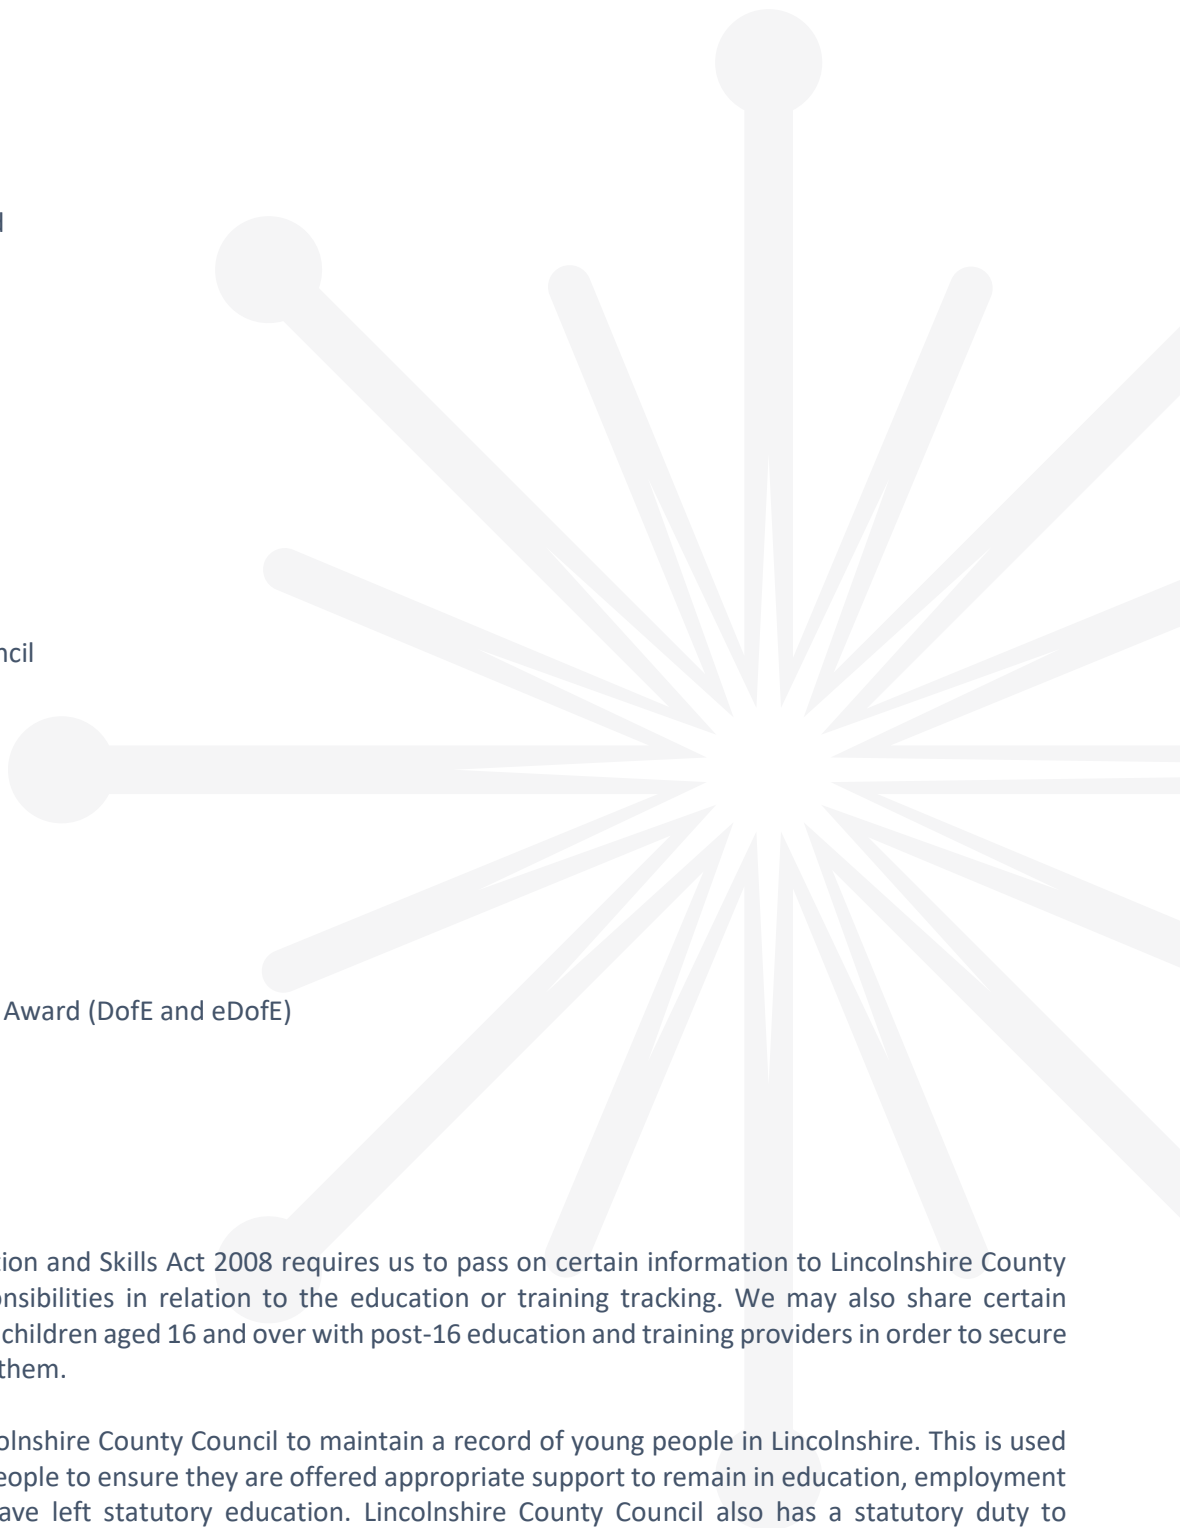 ncil
Award (DofE and eDofE)
tion and Skills Act 2008 requires us to pass on certain information to Lincolnshire County
onsibilities in relation to the education or training tracking. We may also share certain
children aged 16 and over with post-16 education and training providers in order to secure
them.
olnshire County Council to maintain a record of young people in Lincolnshire. This is used
eople to ensure they are offered appropriate support to remain in education, employment
ave left statutory education. Lincolnshire County Council also has a statutory duty to